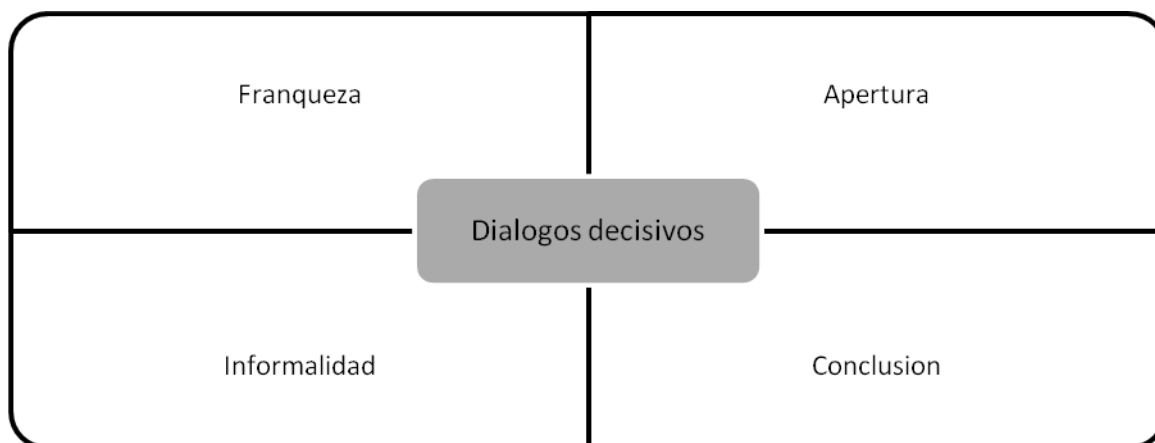 Franqueza
Apertura
Dialogos decisivos
Informalidad
Conclusion